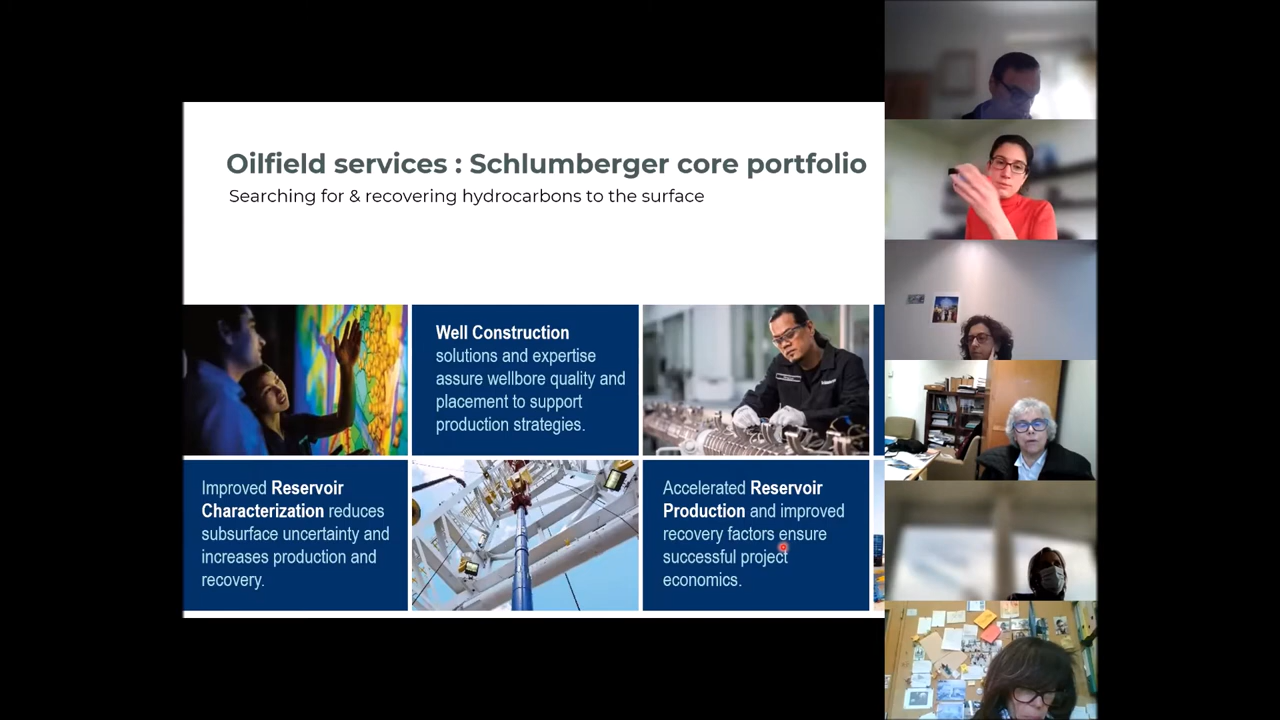 Oilfield services : Schlumberger core portfolio
Searching for & recovering hydrocarbons to the surface
Well Construction
solutions and expertise
assure wellbore quality and
placement to support
production strategies.
Improved Reservoir
Characterization reduces
subsurface uncertainty and
increases production and
recovery.
Accelerated Reservoir
Production and improved
recovery factors ensure
successful project
economics.